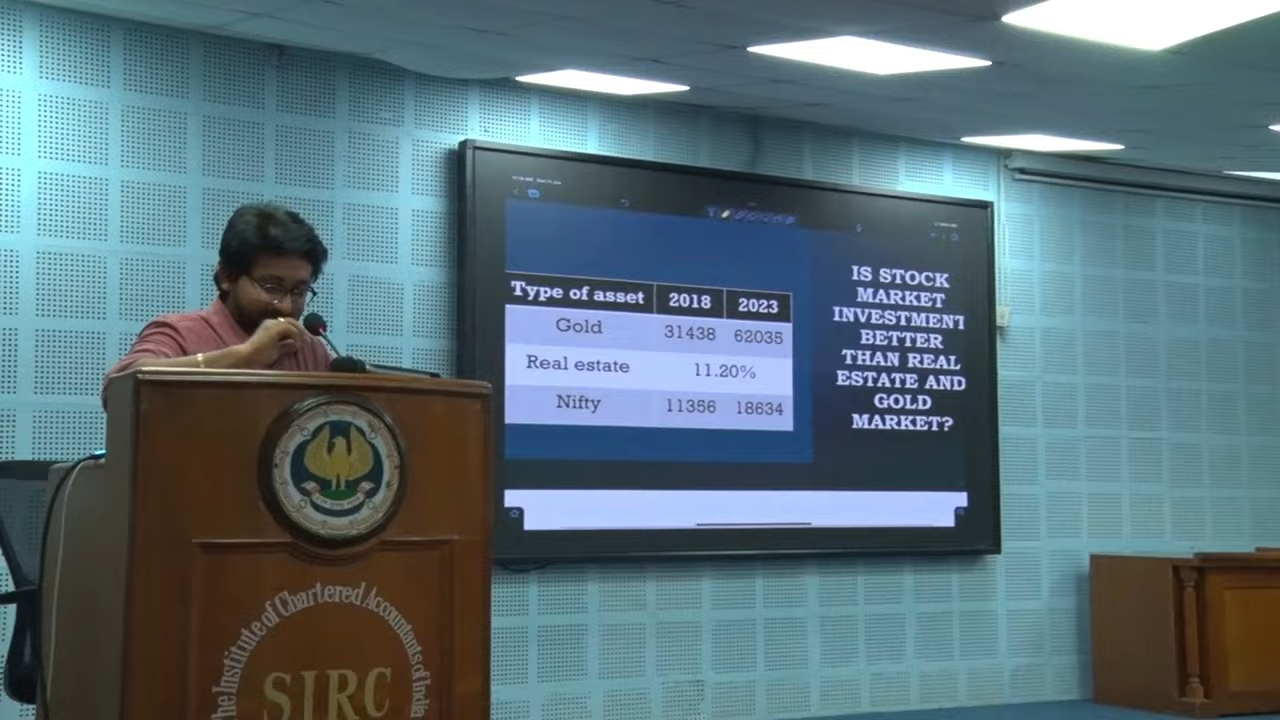 Type of asset 2018 2023
Gold 31438 62035
Real estate 11.20%
Nifty 11356 18634
IS STOCK
MARKET
INVESTMENT
BETTER
THAN REAL
ESTATE AND
GOLD
MARKET?
The Institute of Chartered Accountants of India
SIRC